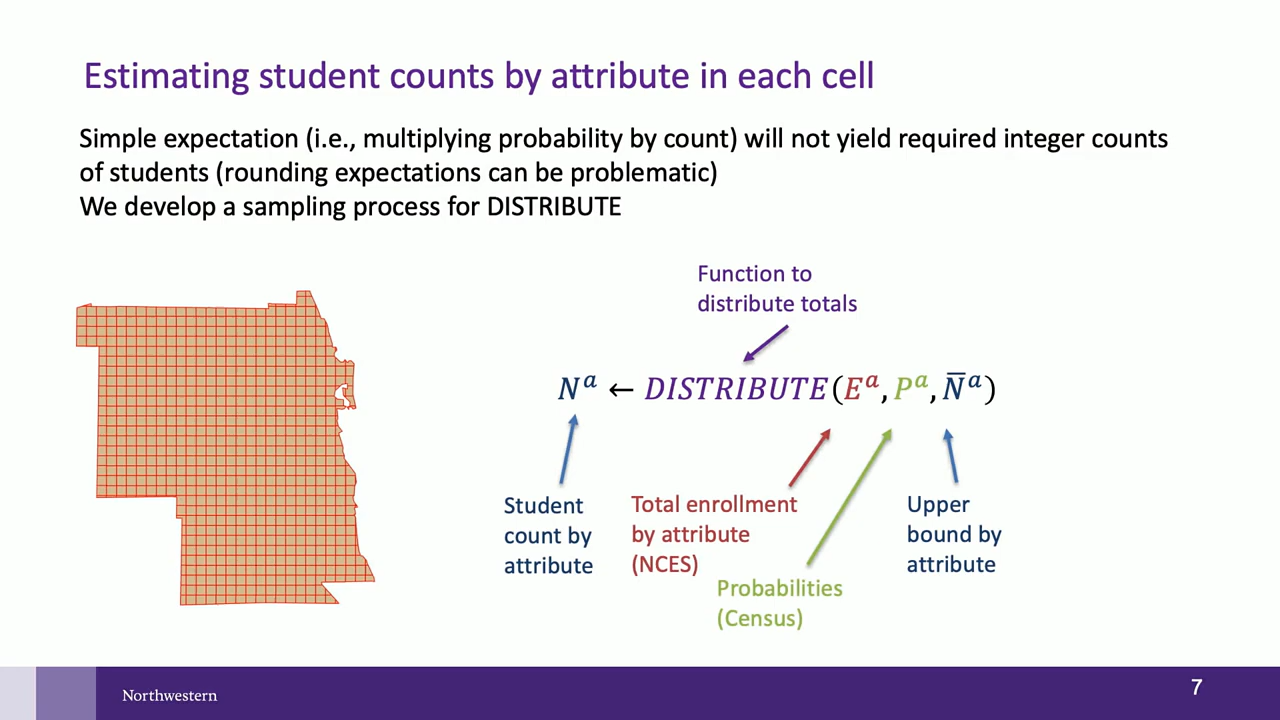 Estimating student counts by attribute in each cell
Simple expectation (i.e., multiplying probability by count) will not yield required integer counts
of students (rounding expectations can be problematic)
We develop a sampling process for DISTRIBUTE
Function to
distribute totals
Nᵃ ← DISTRIBUTE(Eᵃ, Pᵃ, N̅ᵃ)
Student
count by
attribute
Total enrollment
by attribute
(NCES)
Probabilities
(Census)
Upper
bound by
attribute
Northwestern
7